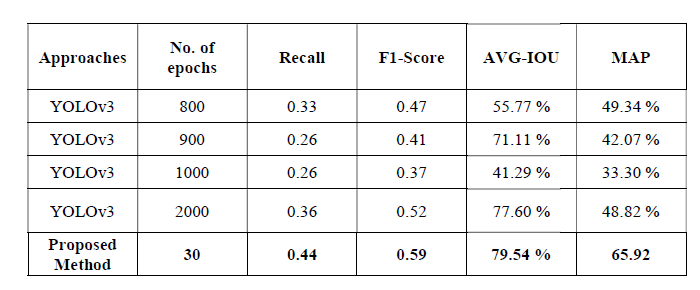 Approaches No. of epochs Recall F1-Score AVG-IOU MAP
YOLOv3 800 0.33 0.47 55.77 % 49.34 %
YOLOv3 900 0.26 0.41 71.11 % 42.07 %
YOLOv3 1000 0.26 0.37 41.29 % 33.30 %
YOLOv3 2000 0.36 0.52 77.60 % 48.82 %
Proposed Method 30 0.44 0.59 79.54 % 65.92